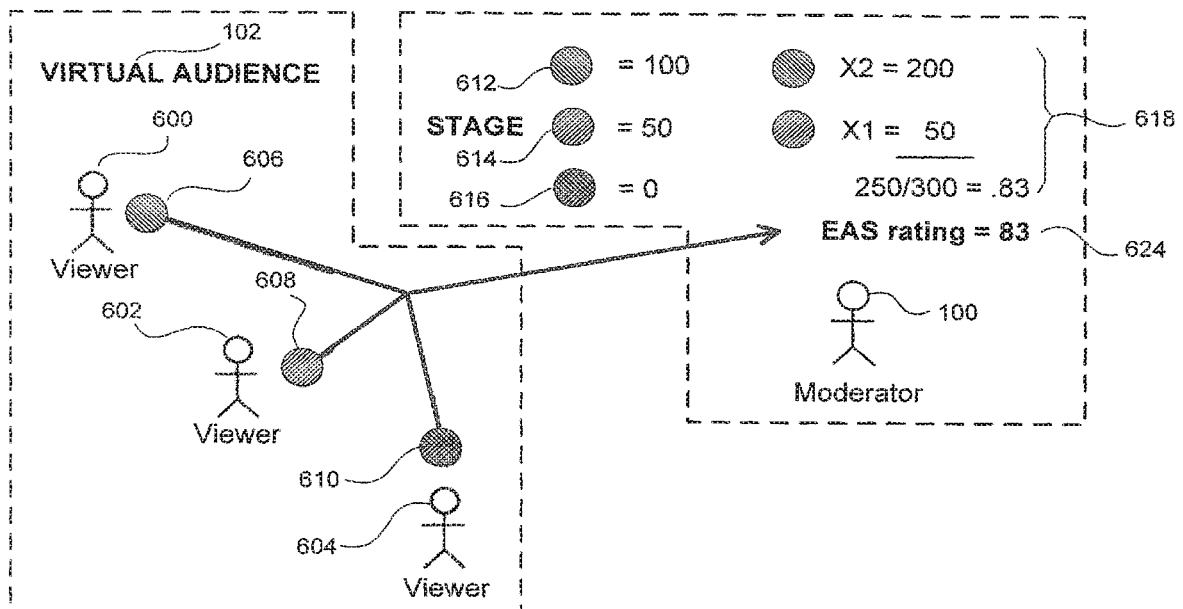 102
VIRTUAL AUDIENCE
600
606
Viewer
602
608
Viewer
610
604
Viewer
612
= 100
STAGE
614
= 50
616
= 0
X2 = 200
X1 = 50
250/300 = .83
618
EAS rating = 83
624
100
Moderator